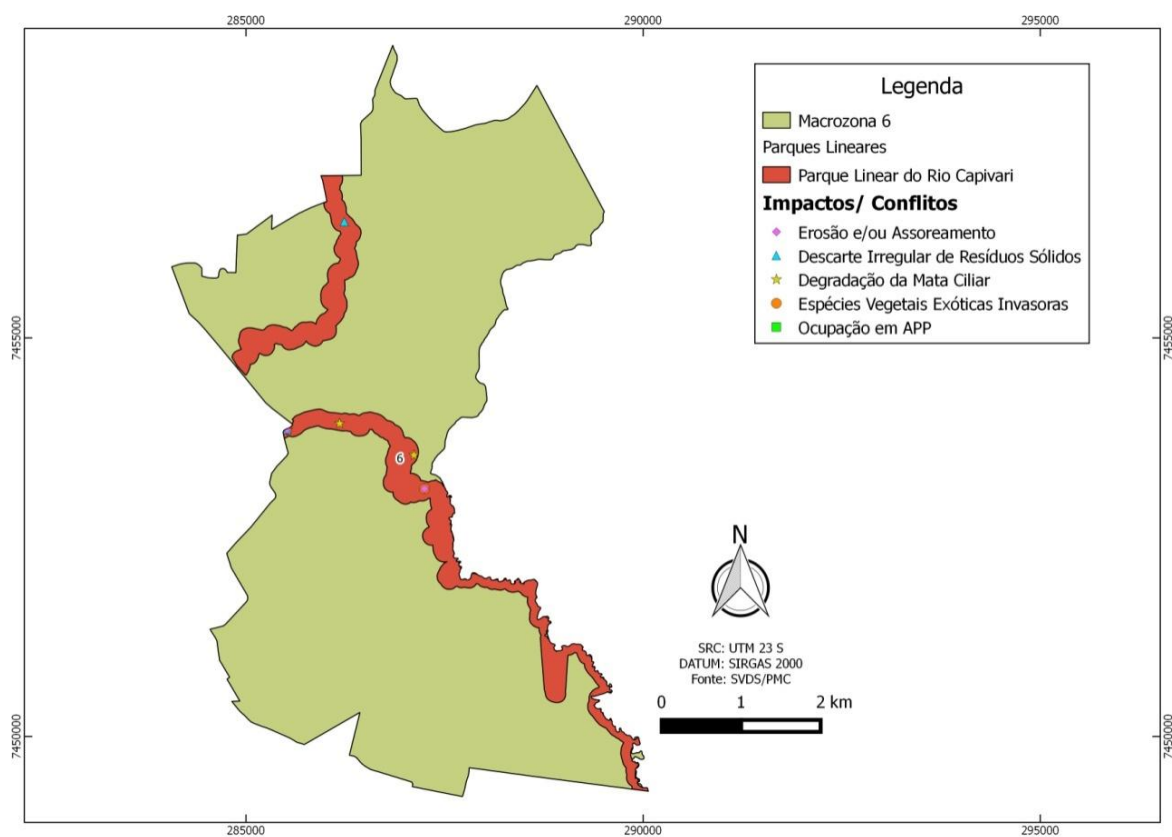 285000
290000
295000
Legenda
Macrozona 6
Parques Lineares
Parque Linear do Rio Capivari
Impactos/ Conflitos
Erosão e/ou Assoreamento
Descarte Irregular de Resíduos Sólidos
Degradação da Mata Ciliar
Espécies Vegetais Exóticas Invasoras
Ocupação em APP
7455000
7455000
6
N
SRC: UTM 23 S
DATUM: SIRGAS 2000
Fonte: SVDS/PMC
0 1 2 km
7450000
7450000
285000
290000
295000